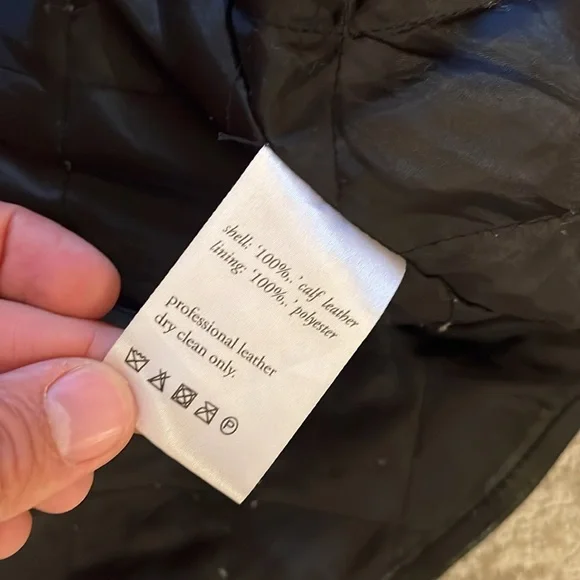 shell: '100%,. 'calf leather
lining: '100%,. 'polyester
professional leather
dry clean only.
P